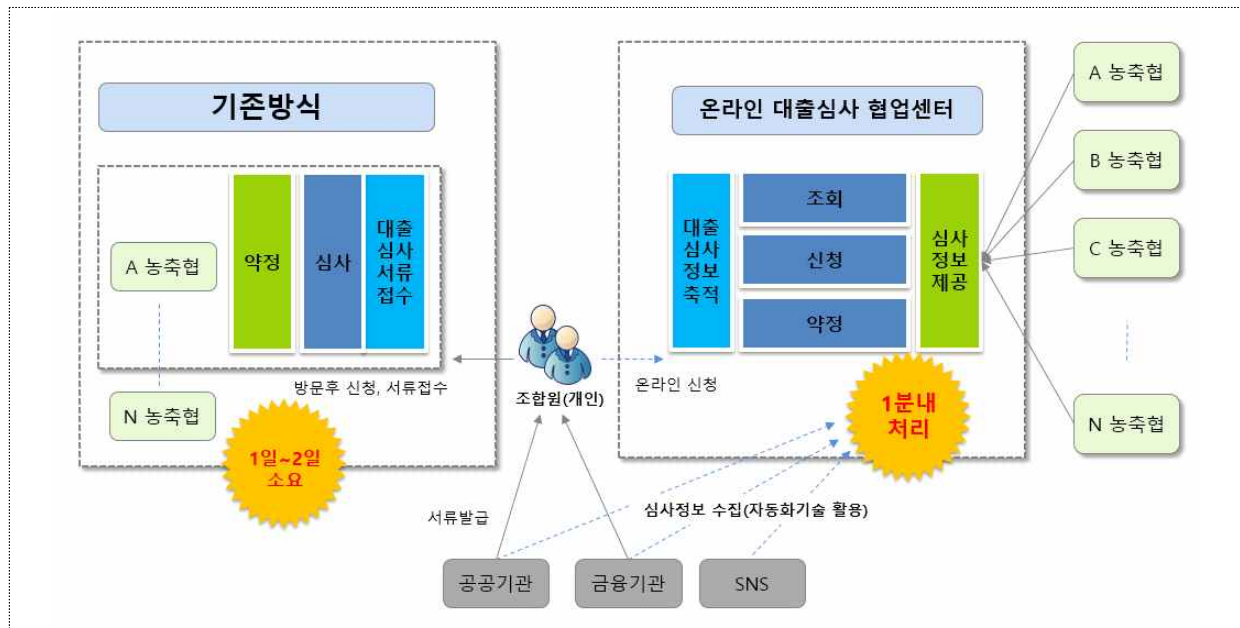 기존방식
A 농축협
약정
심사
대출
심사
서류
접수
N 농축협
1일~2일
소요
방문후 신청, 서류접수
조합원(개인)
온라인 신청
온라인 대출심사 협업센터
대출
심사
정보
축적
조회
신청
약정
심사
정보
제공
1분내
처리
A 농축협
B 농축협
C 농축협
N 농축협
서류발급
심사정보 수집(자동화기술 활용)
공공기관
금융기관
SNS